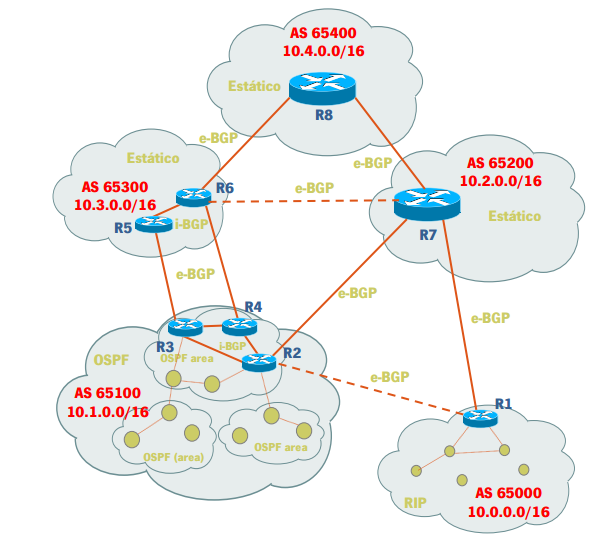 AS 65400
10.4.0.0/16
Estático
R8
e-BGP
e-BGP
Estático
AS 65300
10.3.0.0/16
R6
R5
i-BGP
e-BGP
AS 65200
10.2.0.0/16
Estático
R7
e-BGP
e-BGP
e-BGP
R4
R3
i-BGP
R2
OSPF
OSPF area
AS 65100
10.1.0.0/16
OSPF (area)
OSPF area
e-BGP
R1
RIP
AS 65000
10.0.0.0/16